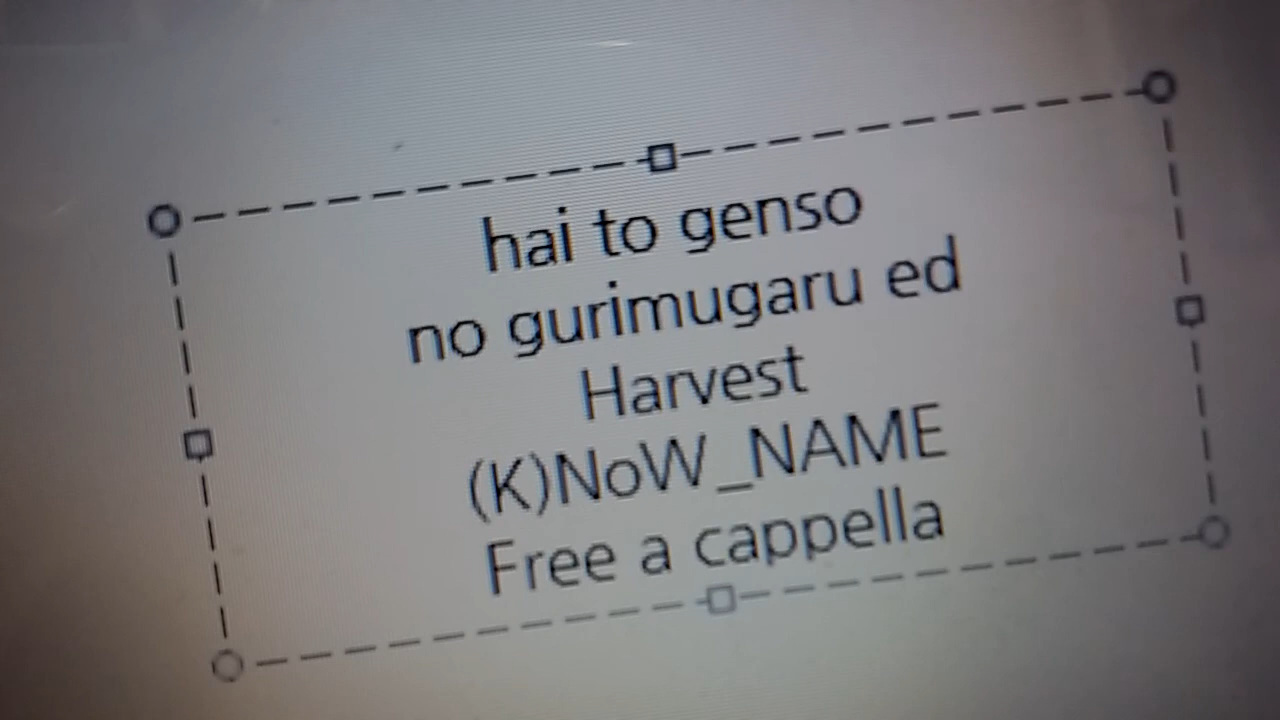 hai to genso
no gurimugaru ed
Harvest
(K)NoW_NAME
Free a cappella